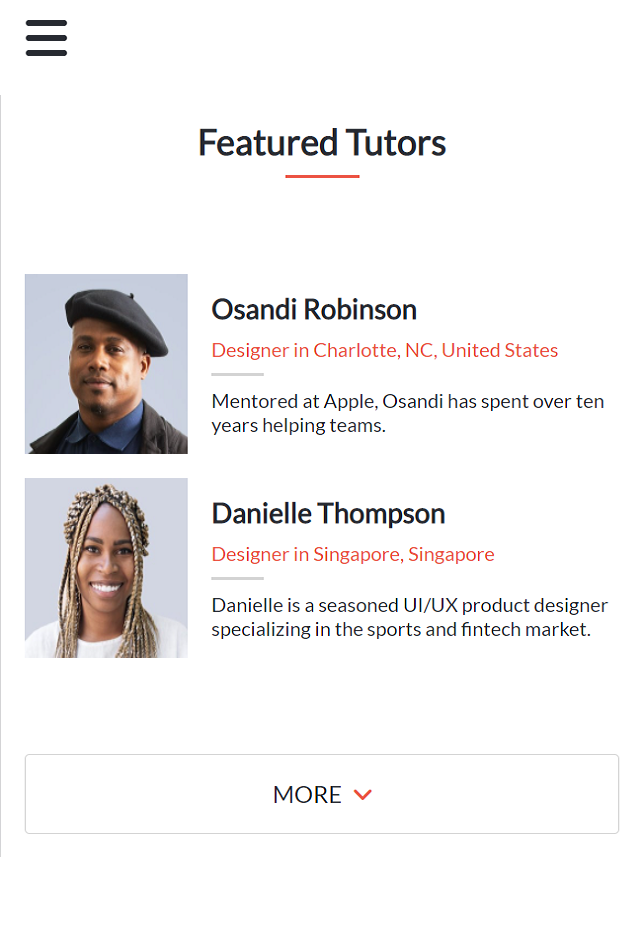 Featured Tutors
Osandi Robinson
Designer in Charlotte, NC, United States
Mentored at Apple, Osandi has spent over ten
years helping teams.
Danielle Thompson
Designer in Singapore, Singapore
Danielle is a seasoned UI/UX product designer
specializing in the sports and fintech market.
MORE